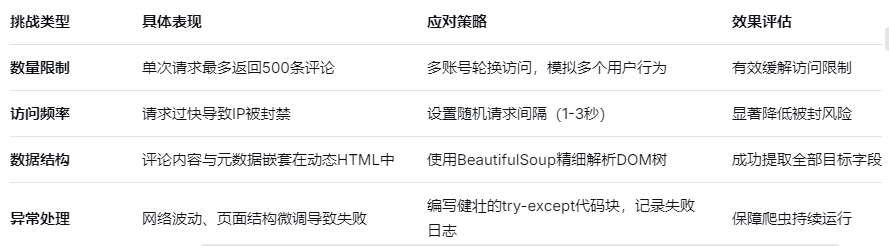 挑战类型 具体表现 应对策略 效果评估
数量限制 单次请求最多返回500条评论 多账号轮换访问，模拟多个用户行为 有效缓解访问限制
访问频率 请求过快导致IP被封禁 设置随机请求间隔（1-3秒） 显著降低被封风险
数据结构 评论内容与元数据嵌套在动态HTML中 使用BeautifulSoup精细解析DOM树 成功提取全部目标字段
异常处理 网络波动、页面结构微调导致失败 编写健壮的try-except代码块，记录失败
日志 保障爬虫持续运行